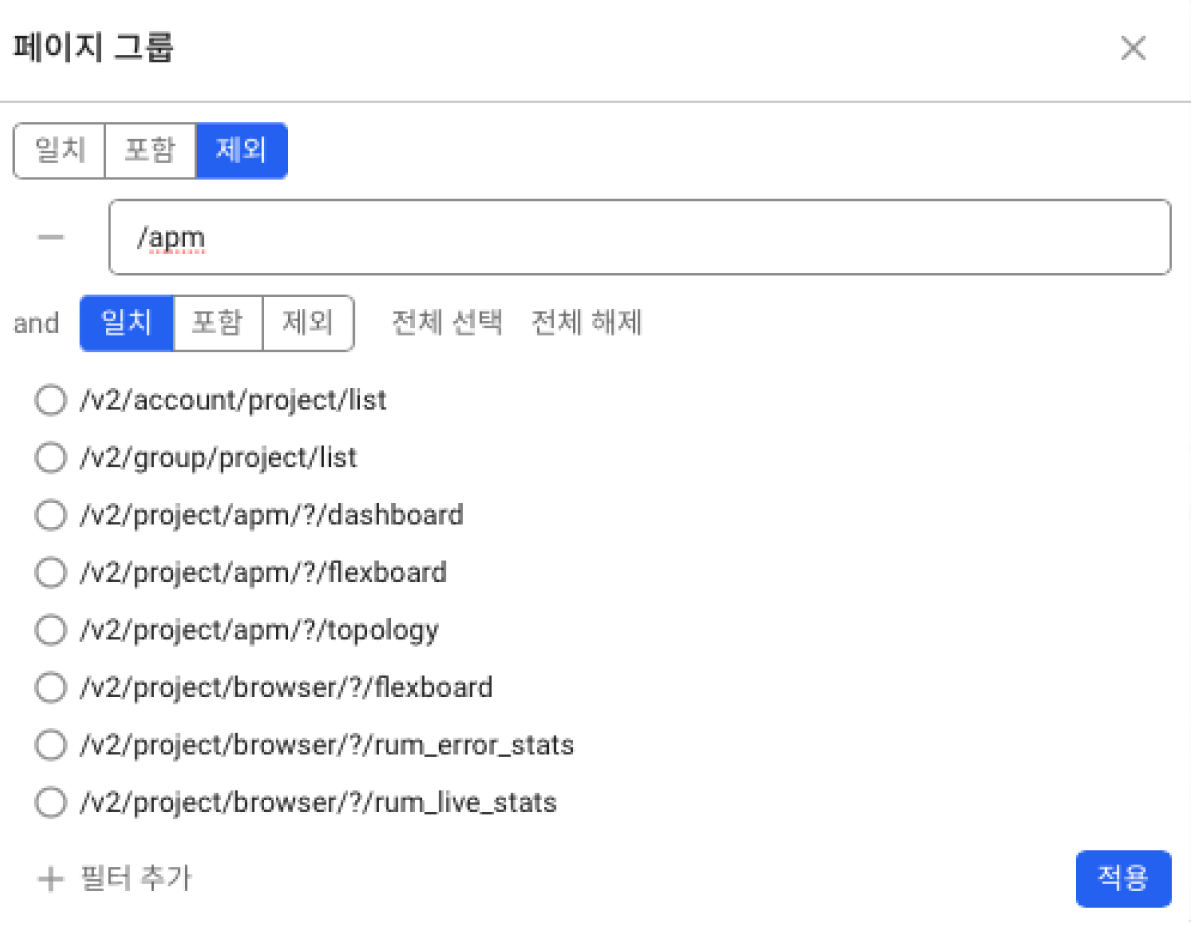 페이지 그룹
일치 포함 제외
/apm
and 일치 포함 제외 전체 선택 전체 해제
/v2/account/project/list
/v2/group/project/list
/v2/project/apm/?/dashboard
/v2/project/apm/?/flexboard
/v2/project/apm/?/topology
/v2/project/browser/?/flexboard
/v2/project/browser/?/rum_error_stats
/v2/project/browser/?/rum_live_stats
필터 추가 적용